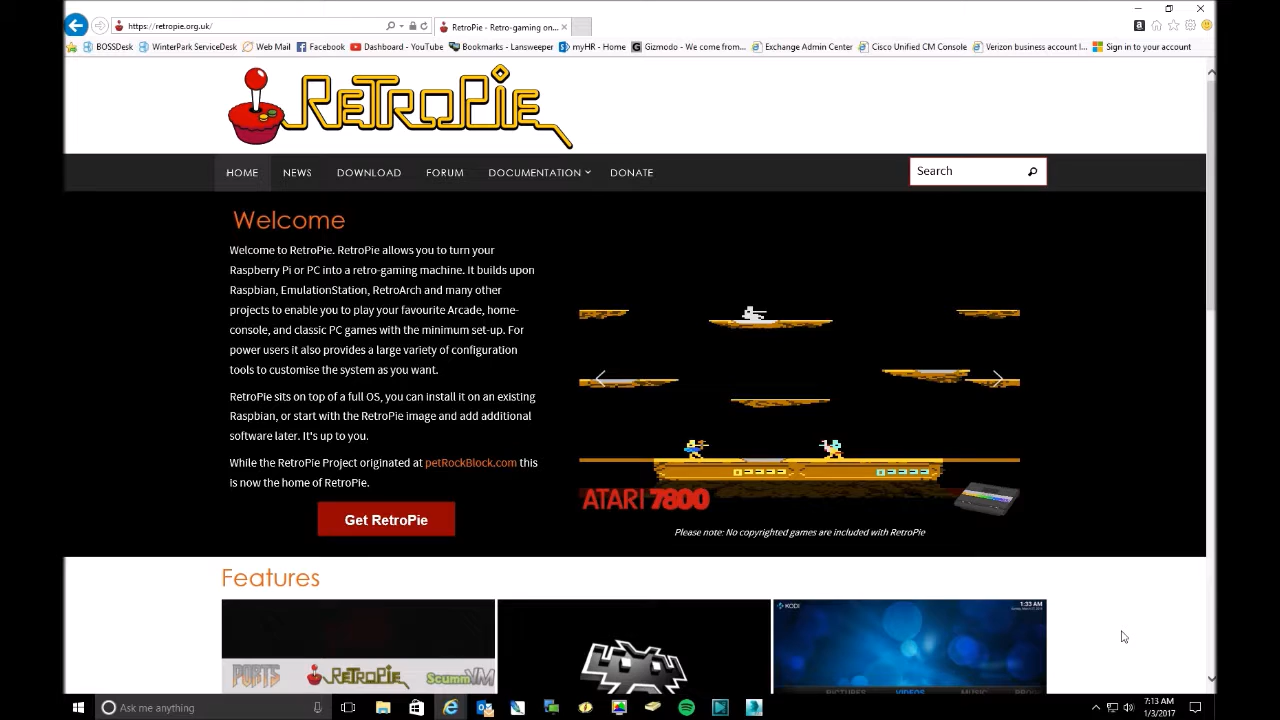 https://retropie.org.uk/
RetroPie - Retro-gaming on...
BOSSDesk
WinterPark ServiceDesk
Web Mail
Facebook
Dashboard - YouTube
Bookmarks - Lansweeper
myHR - Home
Gizmodo - We come from...
Exchange Admin Center
Cisco Unified CM Console
Verizon business account l...
Sign in to your account
RETROPIE
HOME
NEWS
DOWNLOAD
FORUM
DOCUMENTATION
DONATE
Search
Welcome
Welcome to RetroPie. RetroPie allows you to turn your
Raspberry Pi or PC into a retro-gaming machine. It builds upon
Raspbian, EmulationStation, RetroArch and many other
projects to enable you to play your favourite Arcade, home-
console, and classic PC games with the minimum set-up. For
power users it also provides a large variety of configuration
tools to customise the system as you want.
RetroPie sits on top of a full OS, you can install it on an existing
Raspbian, or start with the RetroPie image and add additional
software later. It's up to you.
While the RetroPie Project originated at petRockBlock.com this
is now the home of RetroPie.
Get RetroPie
ATARI 7800
Please note: No copyrighted games are included with RetroPie
Features
PORTS
RETROPIE
ScummVM
KODI
1:33 AM
PICTURES
VIDEOS
MUSIC
Ask me anything
7:13 AM
1/3/2017